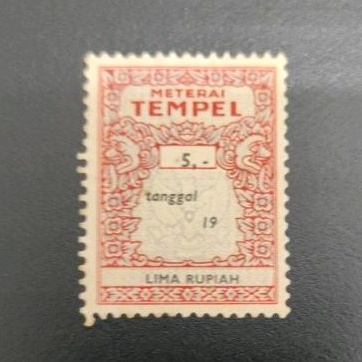 METERAI
TEMPEL
5,-
tanggal
19
LIMA RUPIAH